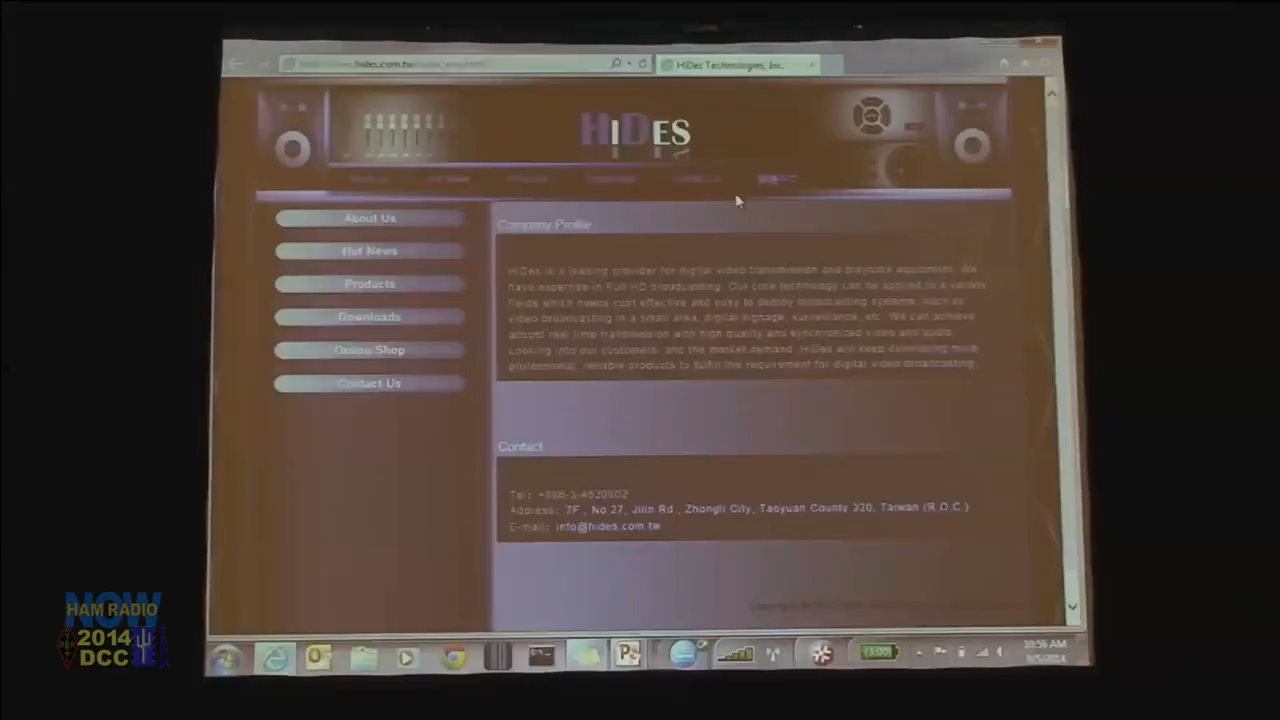 HiDes Technologies, Inc.
HiDES
About Us
Hot News
Products
Downloads
Online Shop
Contact Us
Company Profile
HiDes is a leading provider for digital video transmission and playback equipment. We
have expertise in Full HD broadcasting. Our core technology can be applied to a variety
fields which needs cost effective and easy to deploy broadcasting systems, such as
video broadcasting in a small area, digital signage, surveillance, etc. We can achieve
almost real time transmission with high quality and synchronized video and audio.
Looking into our customers, and the market demand, HiDes will keep developing more
professional, reliable products to fulfill the requirement for digital video broadcasting.
Contact
Tel: +886-3-4620602
Address: 7F., No 27, Jilin Rd., Zhongli City, Taoyuan County 320, Taiwan (R.O.C.)
E-mail: info@hides.com.tw
(3:00)
10:56 AM
NOW
HAM RADIO
2014
DCC